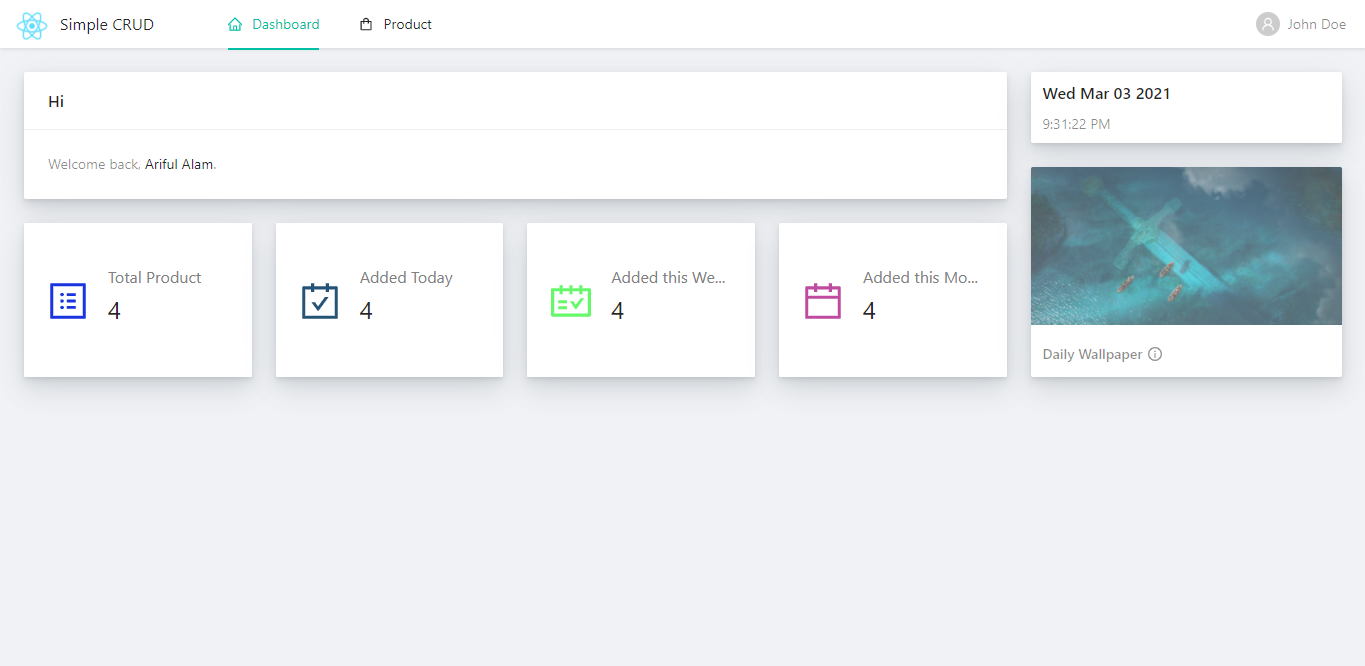 Simple CRUD
Dashboard
Product
John Doe
Hi
Welcome back, Ariful Alam.
Total Product
4
Added Today
4
Added this We...
4
Added this Mo...
4
Wed Mar 03 2021
9:31:22 PM
Daily Wallpaper